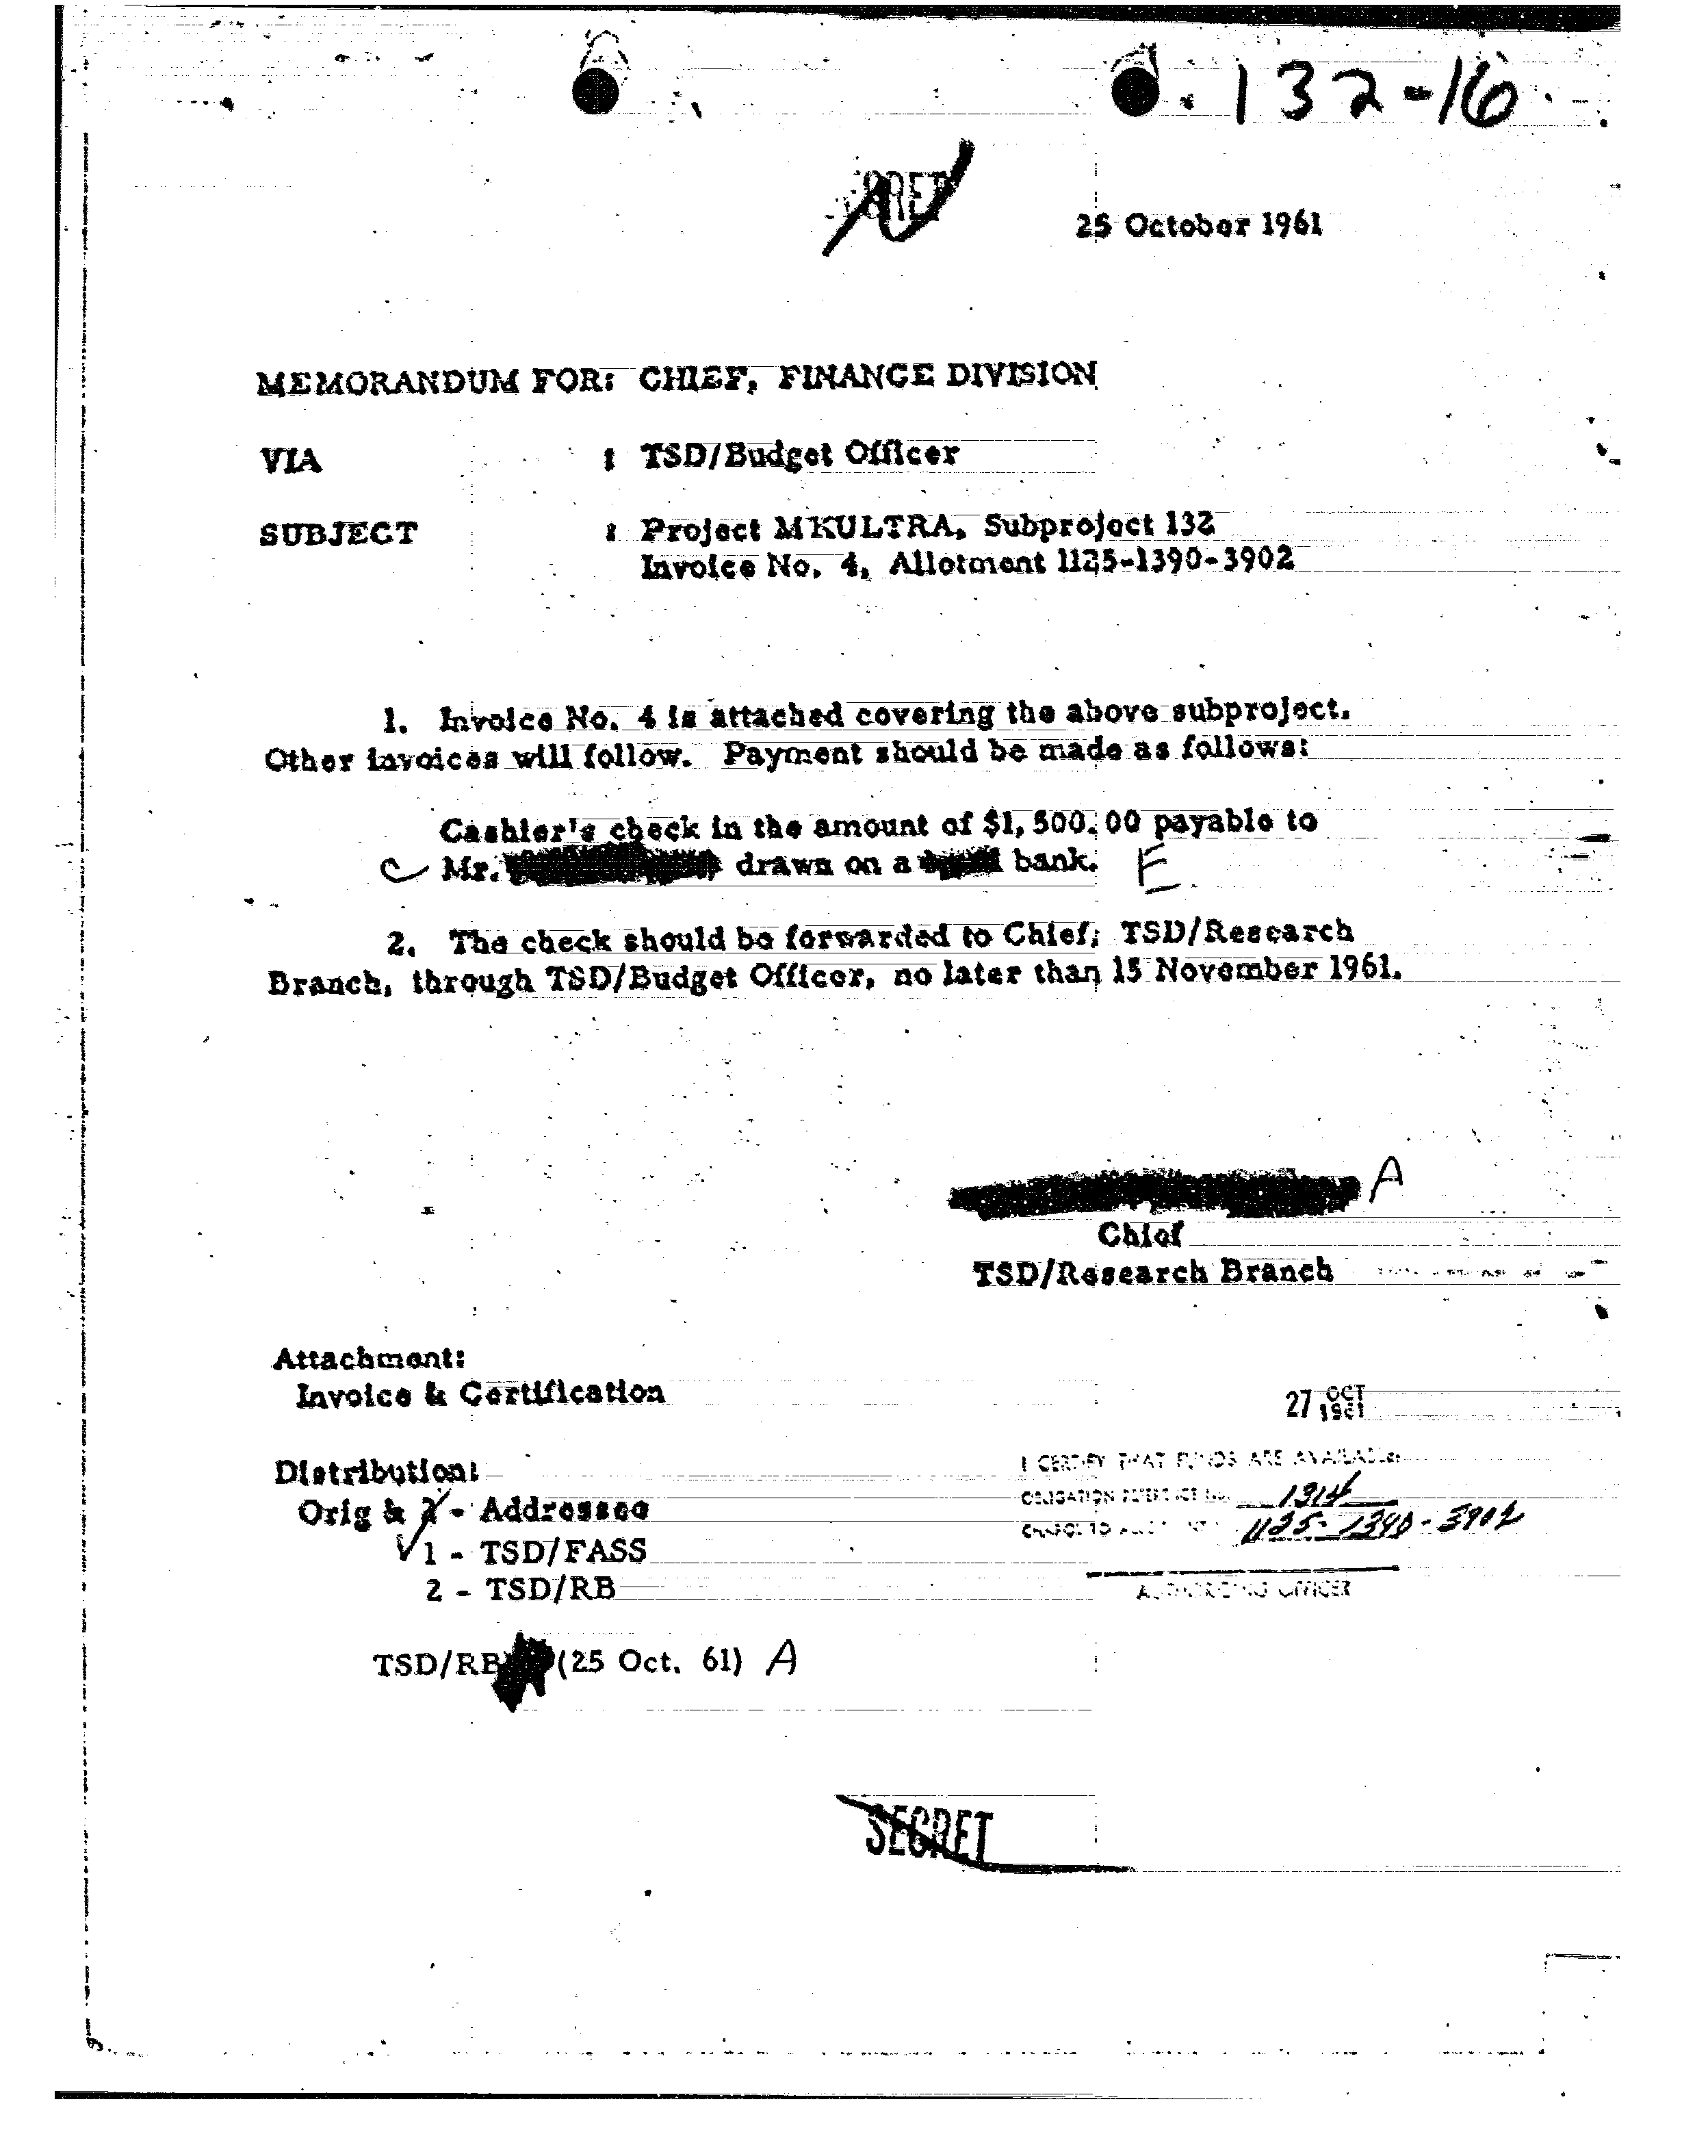 132-16
SECRET
25 October 1961
MEMORANDUM FOR: CHIEF, FINANCE DIVISION
VIA : TSD/Budget Officer
SUBJECT : Project MKULTRA, Subproject 132
Invoice No. 4, Allotment 1125-1390-3902
1. Invoice No. 4 is attached covering the above subproject.
Other invoices will follow. Payment should be made as follows:
Cashier's check in the amount of $1,500.00 payable to
C Mr. drawn on a bank. E
2. The check should be forwarded to Chief, TSD/Research
Branch, through TSD/Budget Officer, no later than 15 November 1961.
A
Chief
TSD/Research Branch
Attachment:
Invoice & Certification
27 OCT 1961
I CERTIFY THAT FUNDS ARE AVAILABLE
Distribution:
OBLIGATION REFERENCE NO. 1314
Orig & 2 - Addressee
CHARGE TO ALLOTMENT 1125-1390-3902
1 - TSD/FASS
2 - TSD/RB
AUTHORIZING OFFICER
TSD/RB (25 Oct. 61) A
SECRET